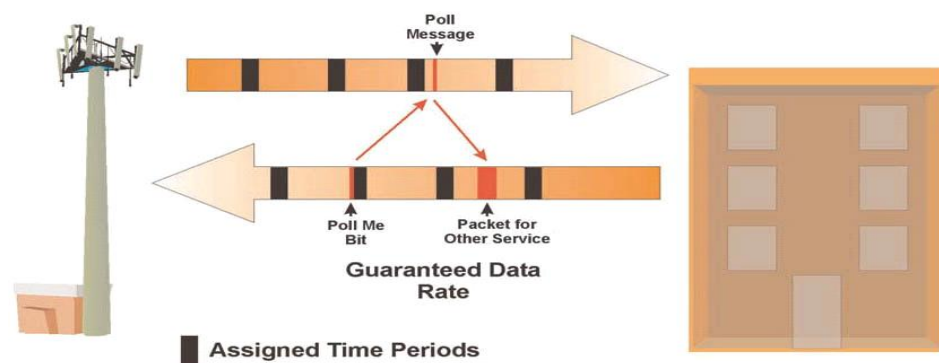 Poll
Message
Poll Me
Bit
Packet for
Other Service
Guaranteed Data
Rate
Assigned Time Periods